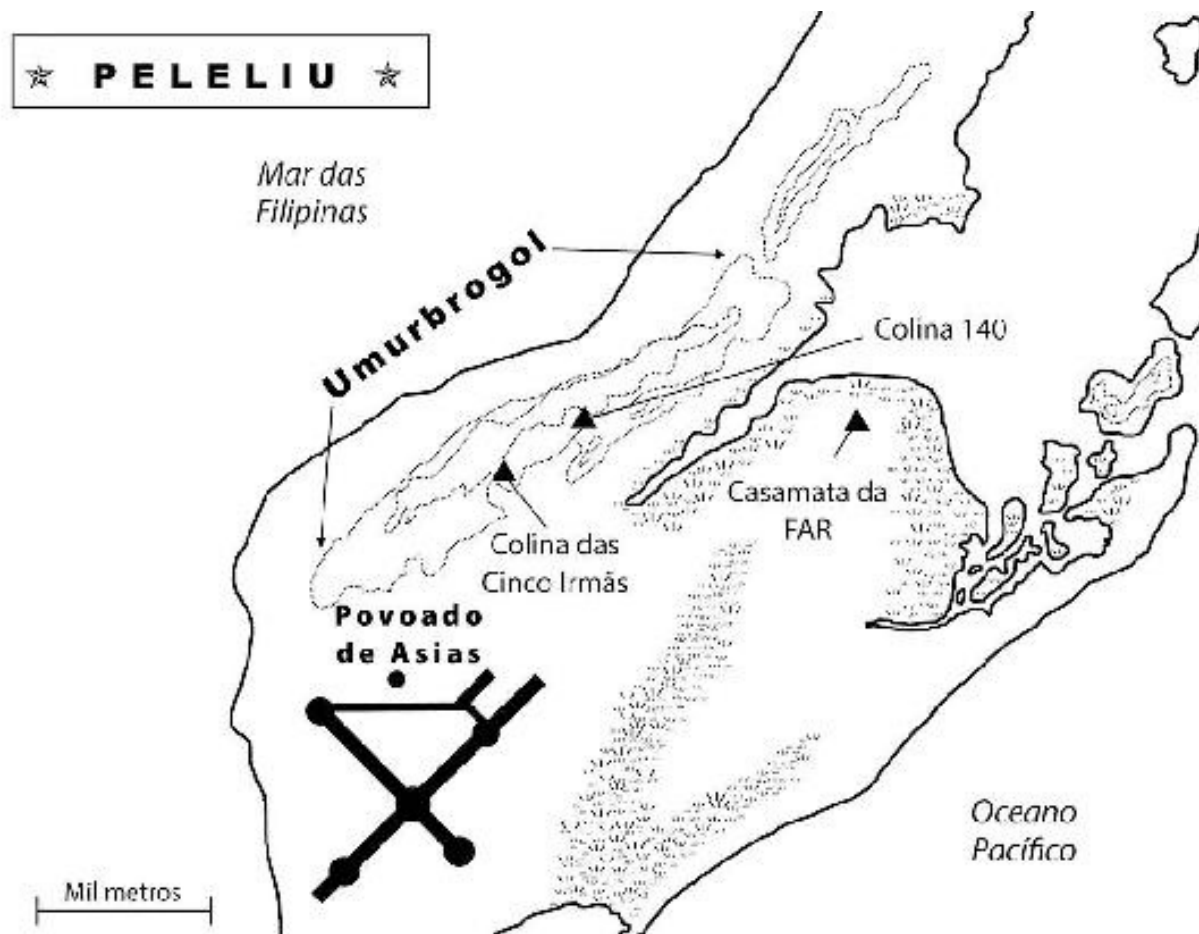 PELELIU
Mar das
Filipinas
Umurbrogol
Colina 140
Casamata da
FAR
Colina das
Cinco Irmãs
Povoado
de Asias
Oceano
Pacífico
Mil metros